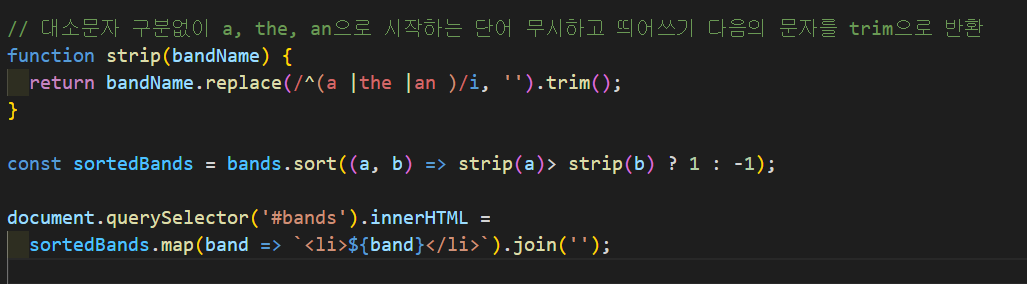 // 대소문자 구분없이 a, the, an으로 시작하는 단어 무시하고 띄어쓰기 다음의 문자를 trim으로 반환
function strip(bandName) {
  return bandName.replace(/^(a |the |an )/i, '').trim();
}
const sortedBands = bands.sort((a, b) => strip(a)> strip(b) ? 1 : -1);
document.querySelector('#bands').innerHTML =
  sortedBands.map(band => `<li>${band}</li>`).join('');